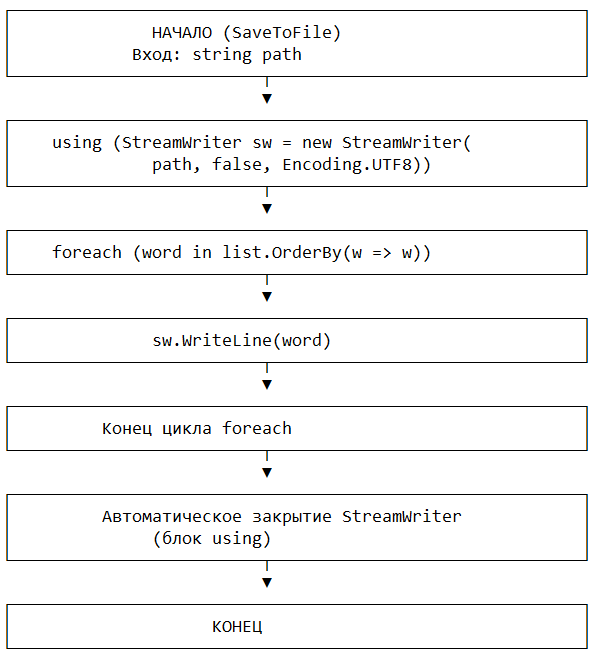 НАЧАЛО (SaveToFile)
Вход: string path
using (StreamWriter sw = new StreamWriter(
path, false, Encoding.UTF8))
foreach (word in list.OrderBy(w => w))
sw.WriteLine(word)
Конец цикла foreach
Автоматическое закрытие StreamWriter
(блок using)
КОНЕЦ